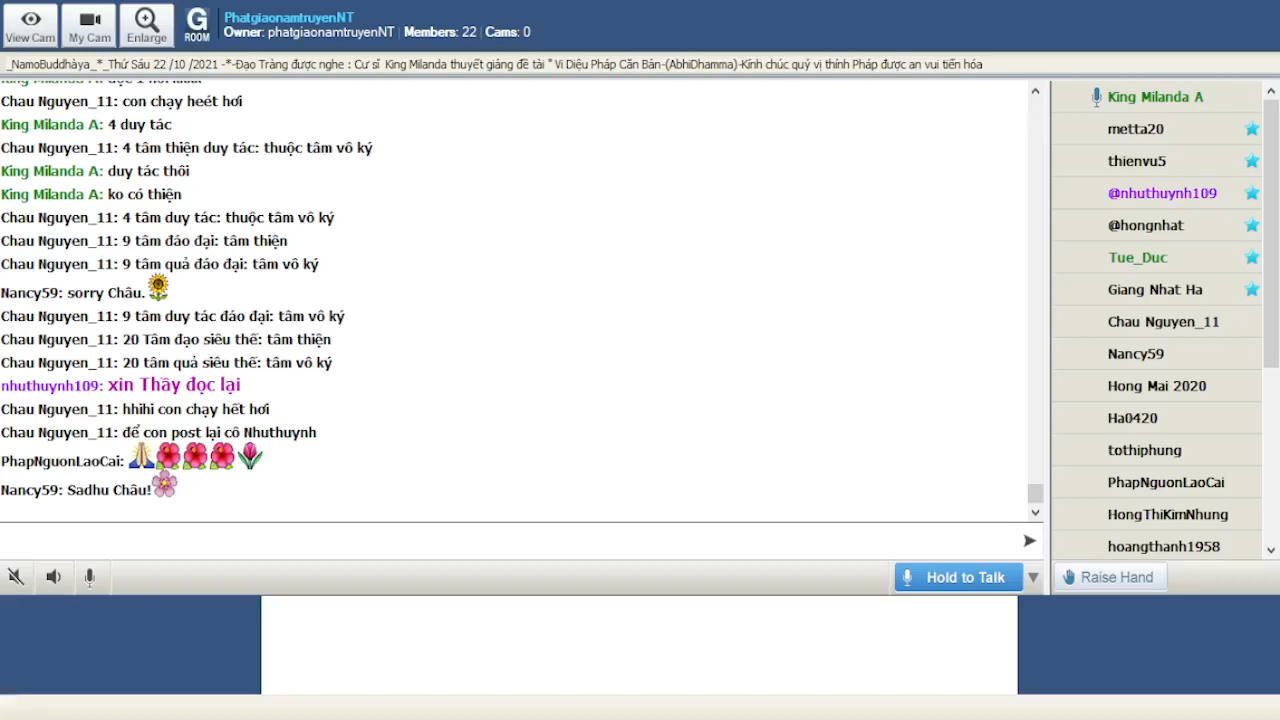 View Cam
My Cam
Enlarge
G
ROOM
PhatgiaonamtruyenNT
Owner: phatgiaonamtruyenNT | Members: 22 | Cams: 0
_NamoBuddhàya_*_Thứ Sáu 22 /10 /2021 -*-Đạo Tràng được nghe : Cư sĩ King Milanda thuyết giảng đề tài " Vi Diệu Pháp Căn Bản-(AbhiDhamma)-Kính chúc quý vị thính Pháp được an vui tiến hóa
Chau Nguyen_11: con chạy heét hơi
King Milanda A: 4 duy tác
Chau Nguyen_11: 4 tâm thiện duy tác: thuộc tâm vô ký
King Milanda A: duy tác thôi
King Milanda A: ko có thiện
Chau Nguyen_11: 4 tâm duy tác: thuộc tâm vô ký
Chau Nguyen_11: 9 tâm đáo đại: tâm thiện
Chau Nguyen_11: 9 tâm quả đáo đại: tâm vô ký
Nancy59: sorry Châu.
Chau Nguyen_11: 9 tâm duy tác đáo đại: tâm vô ký
Chau Nguyen_11: 20 Tâm đạo siêu thế: tâm thiện
Chau Nguyen_11: 20 tâm quả siêu thế: tâm vô ký
nhuthuynh109: xin Thầy đọc lại
Chau Nguyen_11: hhihi con chạy hết hơi
Chau Nguyen_11: để con post lại cô Nhuthuynh
PhapNguonLaoCai:
Nancy59: Sadhu Châu!
King Milanda A
metta20
thienvu5
@nhuthuynh109
@hongnhat
Tue_Duc
Giang Nhat Ha
Chau Nguyen_11
Nancy59
Hong Mai 2020
Ha0420
tothiphung
PhapNguonLaoCai
HongThiKimNhung
hoangthanh1958
Hold to Talk
Raise Hand